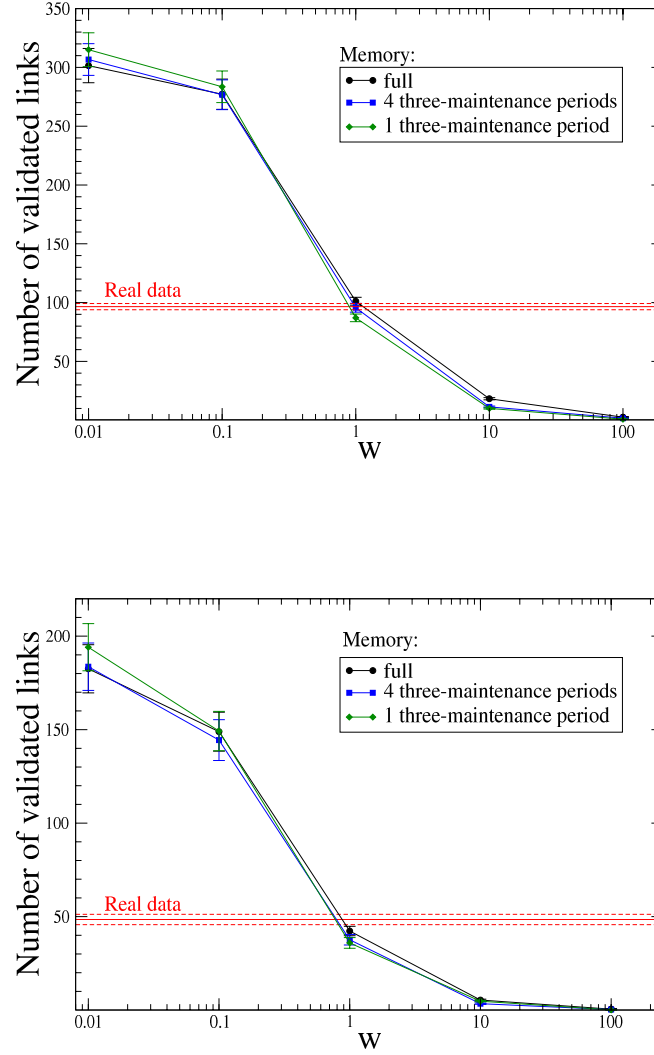 350
300
250
200
150
100
50
Number of validated links
Memory:
full
4 three-maintenance periods
1 three-maintenance period
Real data
0.01
0.1
1
10
100
W
200
150
100
50
Number of validated links
Memory:
full
4 three-maintenance periods
1 three-maintenance period
Real data
0.01
0.1
1
10
100
W